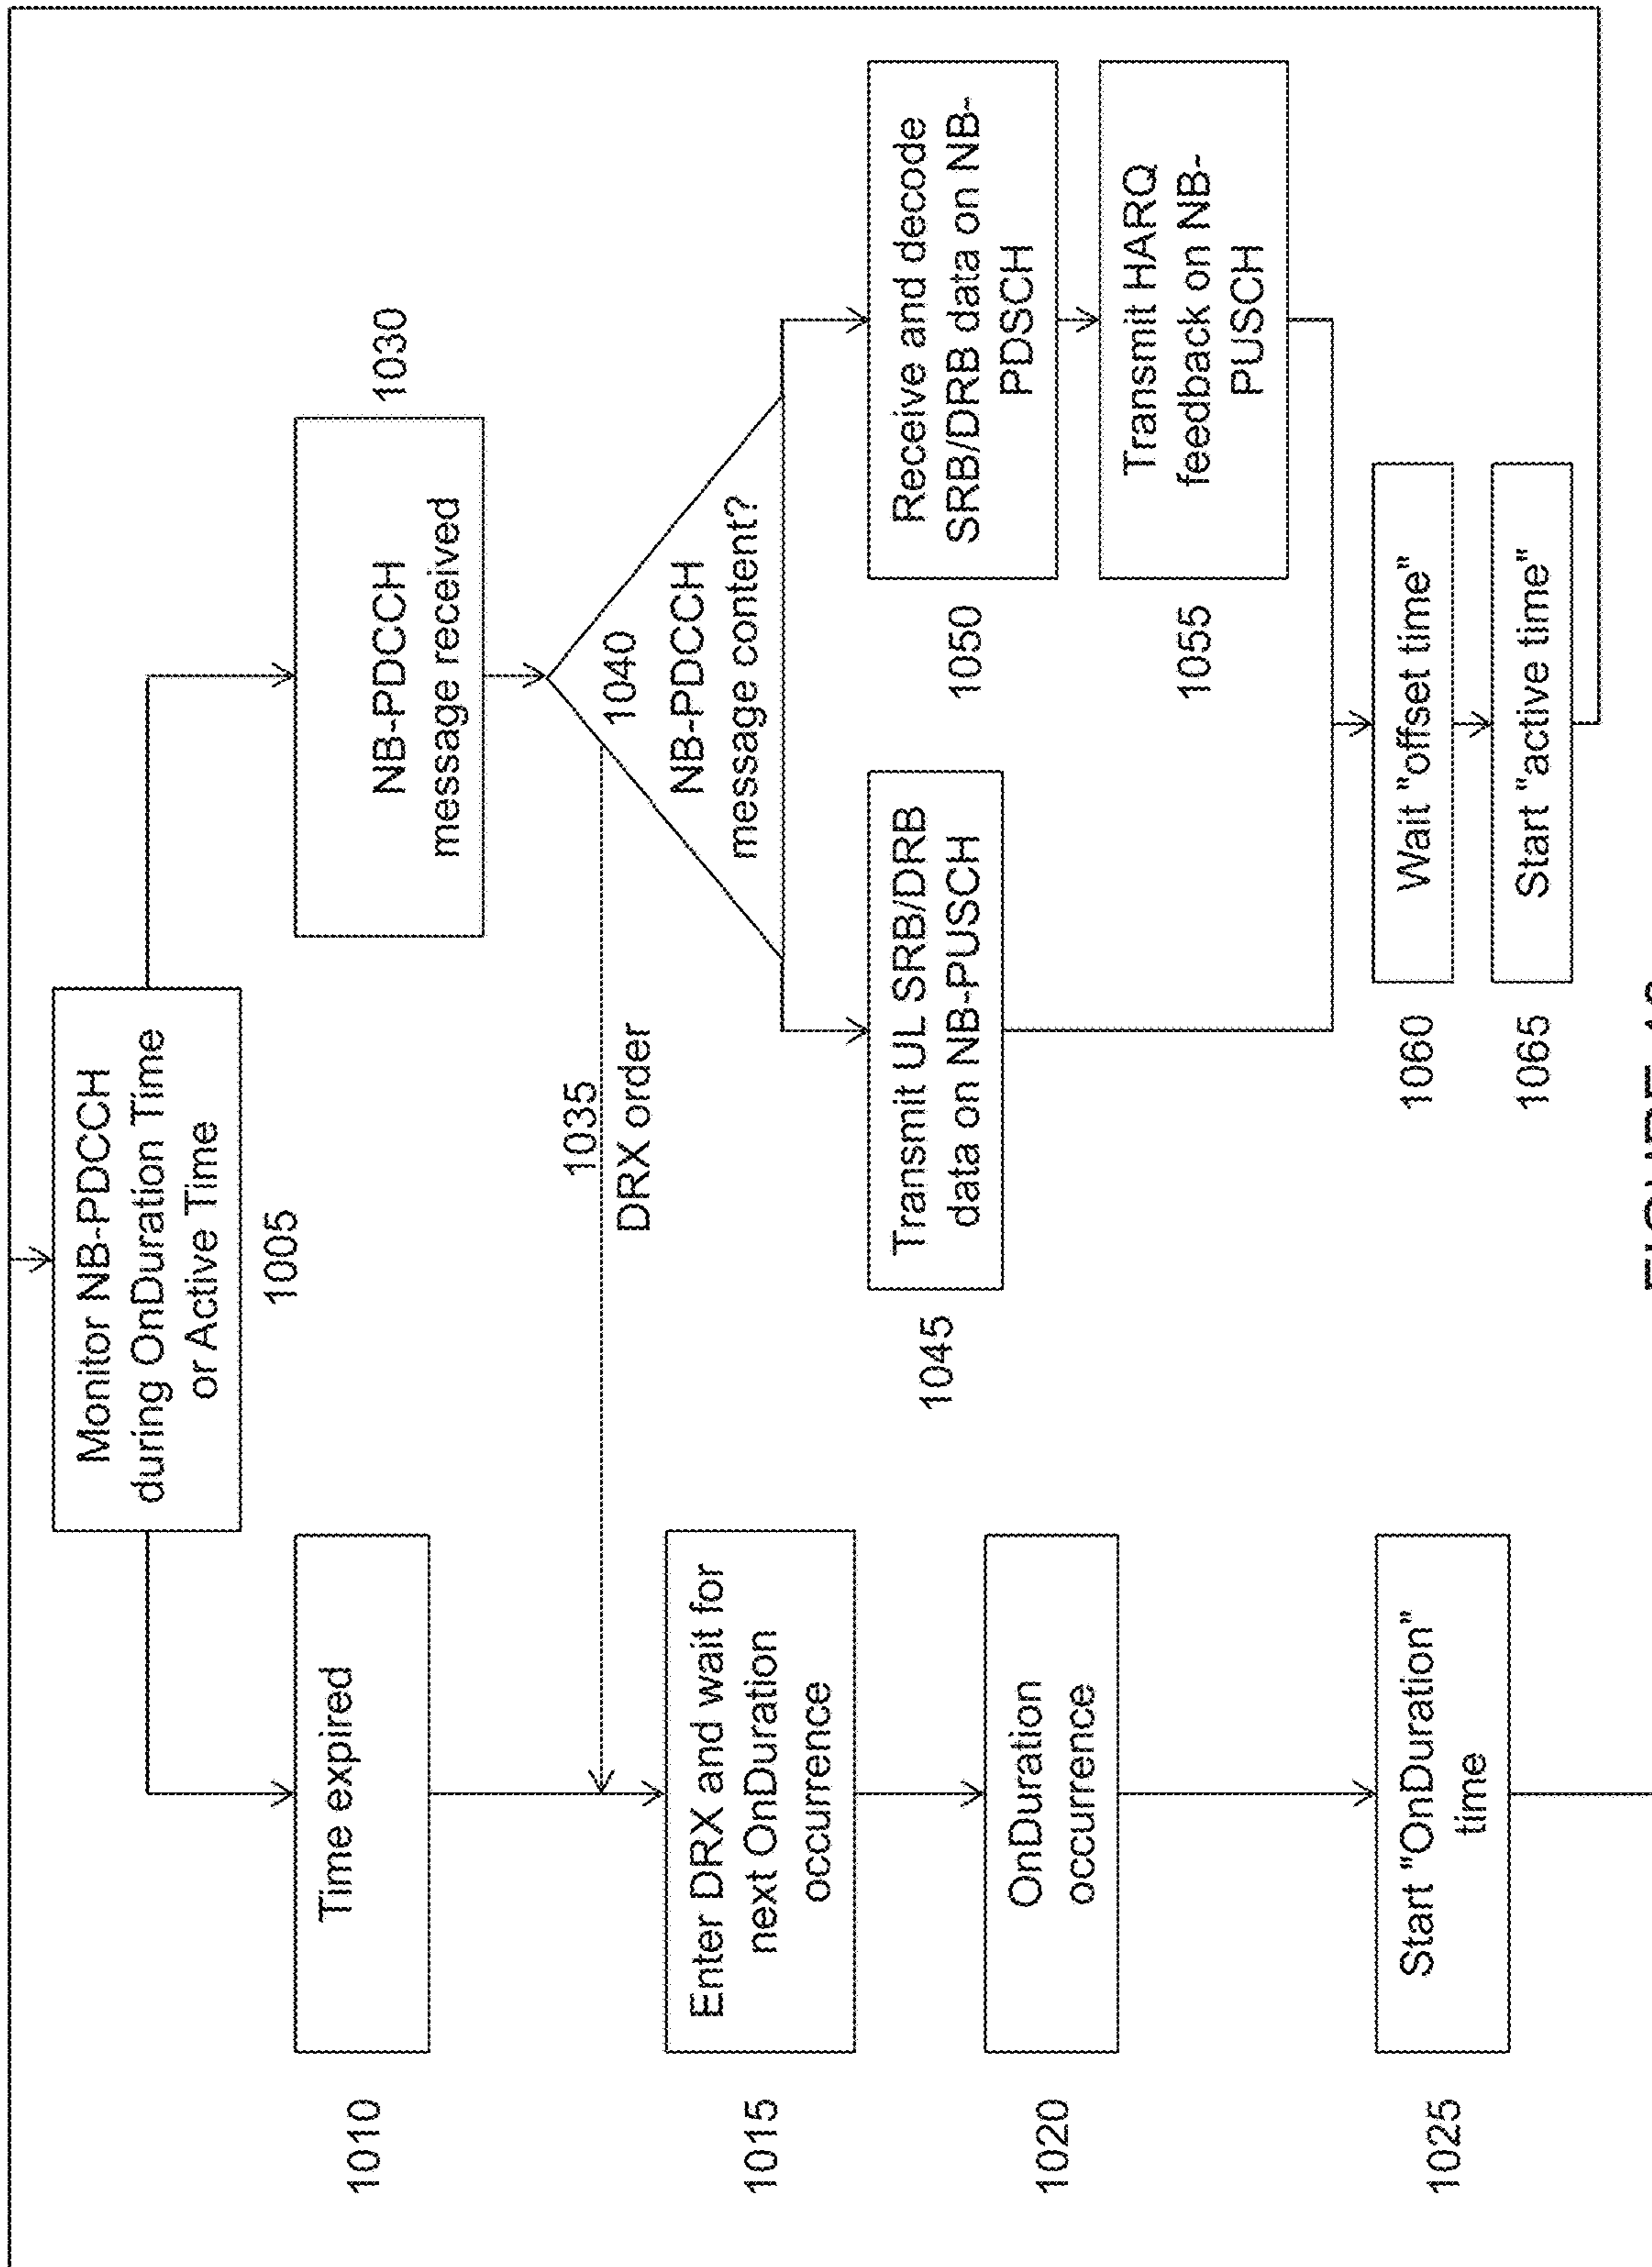 Monitor NB-PDCCH
during OnDuration Time
or Active Time
1005
Time expired
1010
Enter DRX and wait for
next OnDuration
occurrence
1015
OnDuration
occurrence
1020
Start "OnDuration"
time
1025
NB-PDCCH
message received
1030
1035
DRX order
1040
NB-PDCCH
message content?
Transmit UL SRB/DRB
data on NB-PUSCH
1045
Receive and decode
SRB/DRB data on NB-
PDSCH
1050
Transmit HARQ
feedback on NB-
PUSCH
1055
Wait "offset time"
1060
Start "active time"
1065